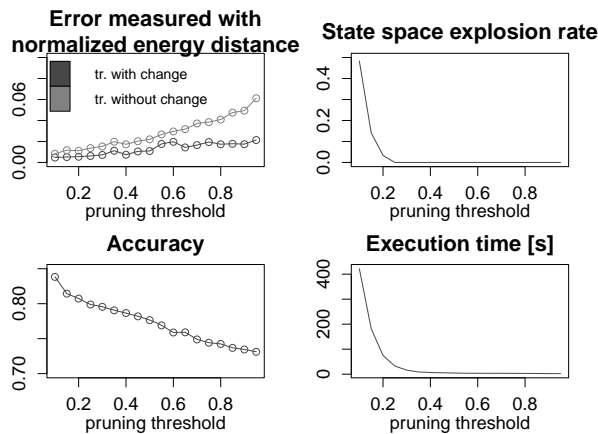 Error measured with
normalized energy distance
tr. with change
tr. without change
0.00 0.06
0.2 0.4 0.6 0.8
pruning threshold
State space explosion rate
0.0 0.2 0.4
0.2 0.4 0.6 0.8
pruning threshold
Accuracy
0.70 0.80
0.2 0.4 0.6 0.8
pruning threshold
Execution time [s]
0 200 400
0.2 0.4 0.6 0.8
pruning threshold